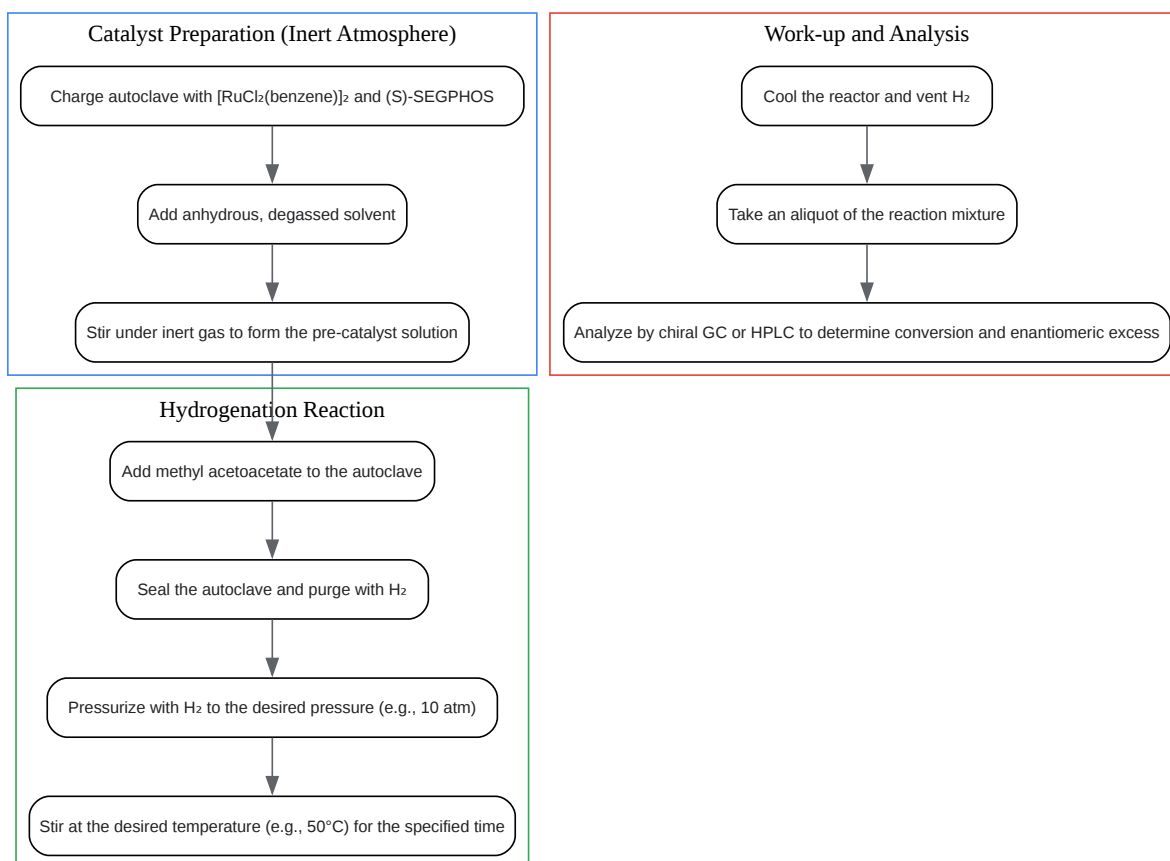 Catalyst Preparation (Inert Atmosphere)
Charge autoclave with [RuCl₂(benzene)]₂ and (S)-SEGPHOS
Add anhydrous, degassed solvent
Stir under inert gas to form the pre-catalyst solution
Hydrogenation Reaction
Add methyl acetoacetate to the autoclave
Seal the autoclave and purge with H₂
Pressurize with H₂ to the desired pressure (e.g., 10 atm)
Stir at the desired temperature (e.g., 50°C) for the specified time
Work-up and Analysis
Cool the reactor and vent H₂
Take an aliquot of the reaction mixture
Analyze by chiral GC or HPLC to determine conversion and enantiomeric excess